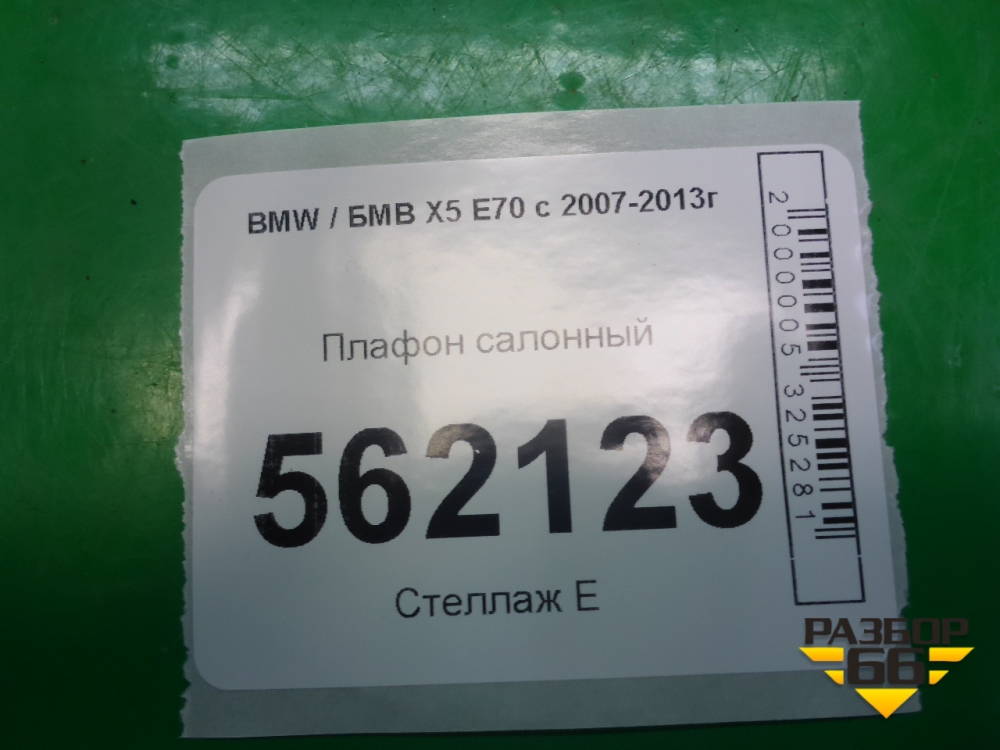 BMW / БМВ X5 E70 с 2007-2013г
Плафон салонный
562123
Стеллаж Е
2000005325281
РАЗБОР
66